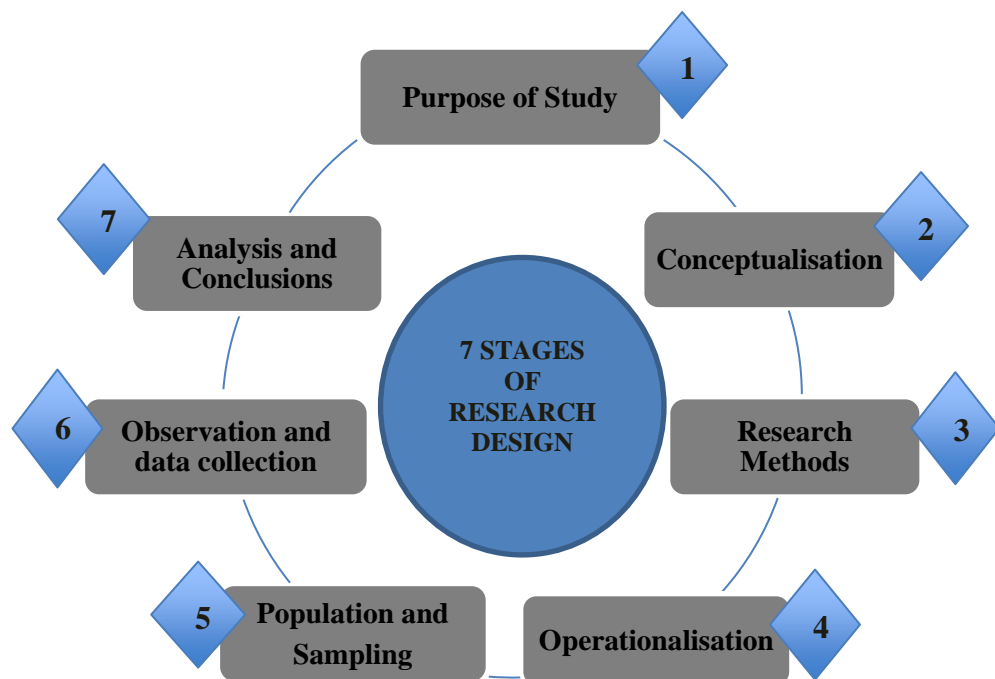 1
Purpose of Study
2
Conceptualisation
3
Research
Methods
4
Operationalisation
5
Population and
Sampling
6
Observation and
data collection
7
Analysis and
Conclusions
7 STAGES
OF
RESEARCH
DESIGN